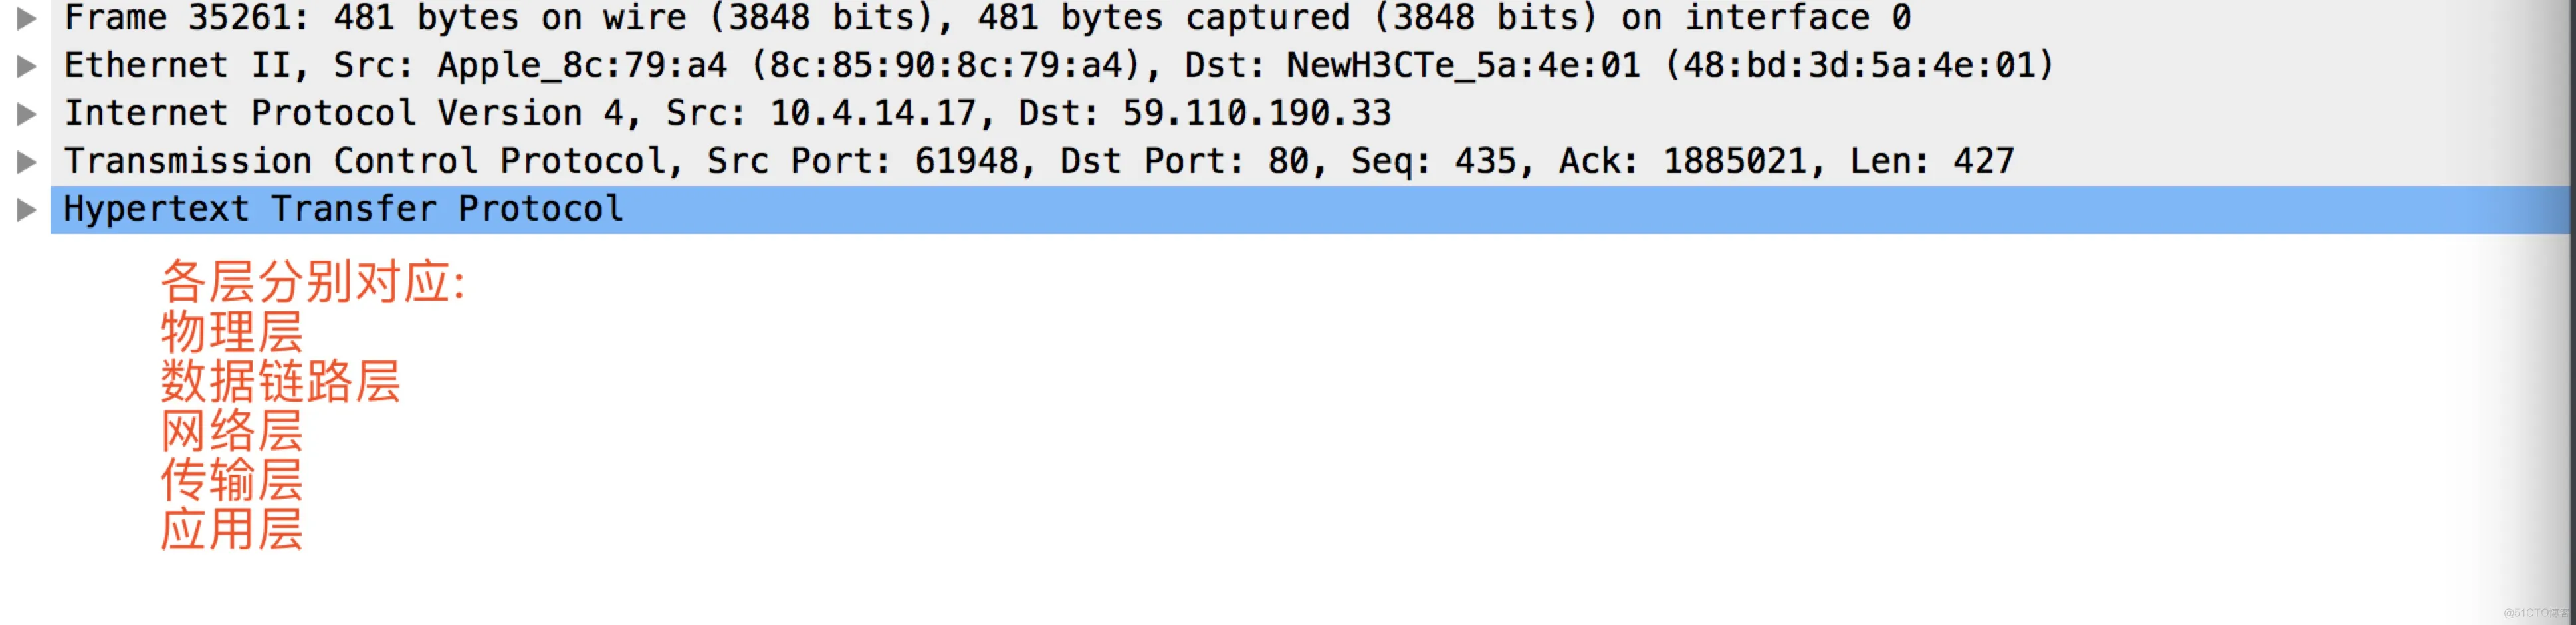 Frame 35261: 481 bytes on wire (3848 bits), 481 bytes captured (3848 bits) on interface 0
Ethernet II, Src: Apple_8c:79:a4 (8c:85:90:8c:79:a4), Dst: NewH3CTe_5a:4e:01 (48:bd:3d:5a:4e:01)
Internet Protocol Version 4, Src: 10.4.14.17, Dst: 59.110.190.33
Transmission Control Protocol, Src Port: 61948, Dst Port: 80, Seq: 435, Ack: 1885021, Len: 427
Hypertext Transfer Protocol
各层分别对应:
物理层
数据链路层
网络层
传输层
应用层
@51CTO博客